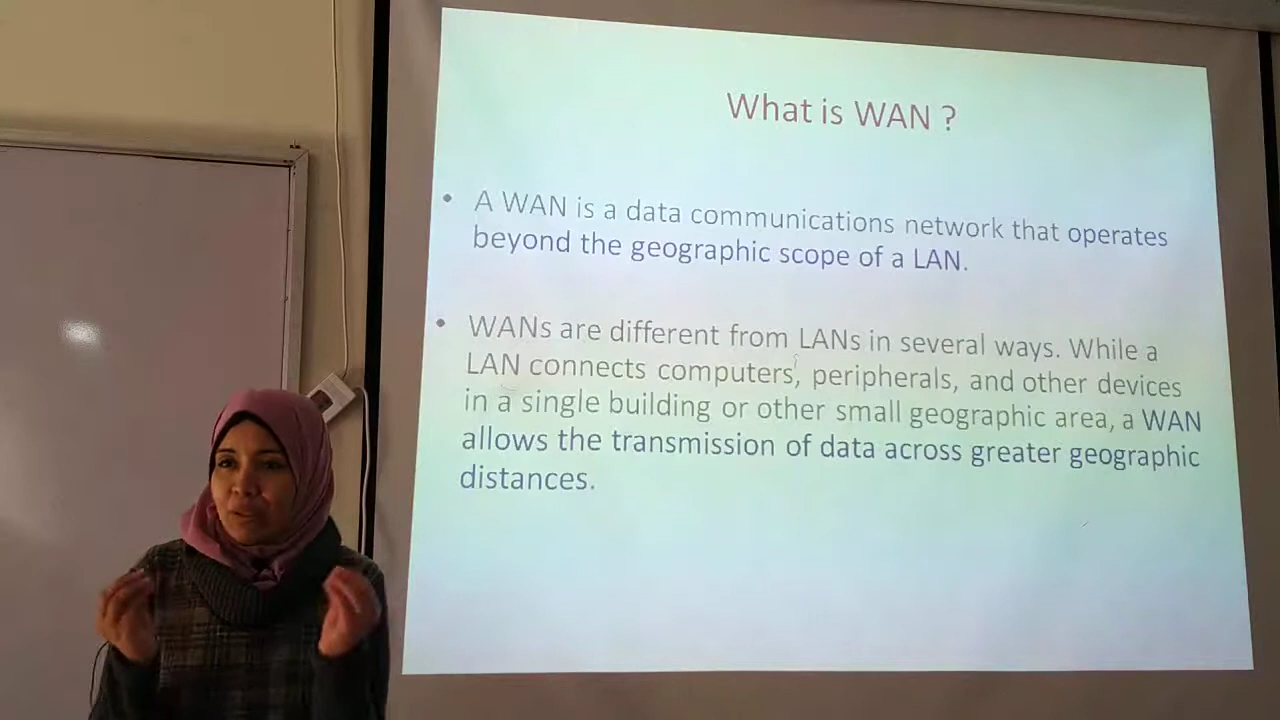 What is WAN ?
• A WAN is a data communications network that operates
beyond the geographic scope of a LAN.
• WANs are different from LANs in several ways. While a
LAN connects computers, peripherals, and other devices
in a single building or other small geographic area, a WAN
allows the transmission of data across greater geographic
distances.